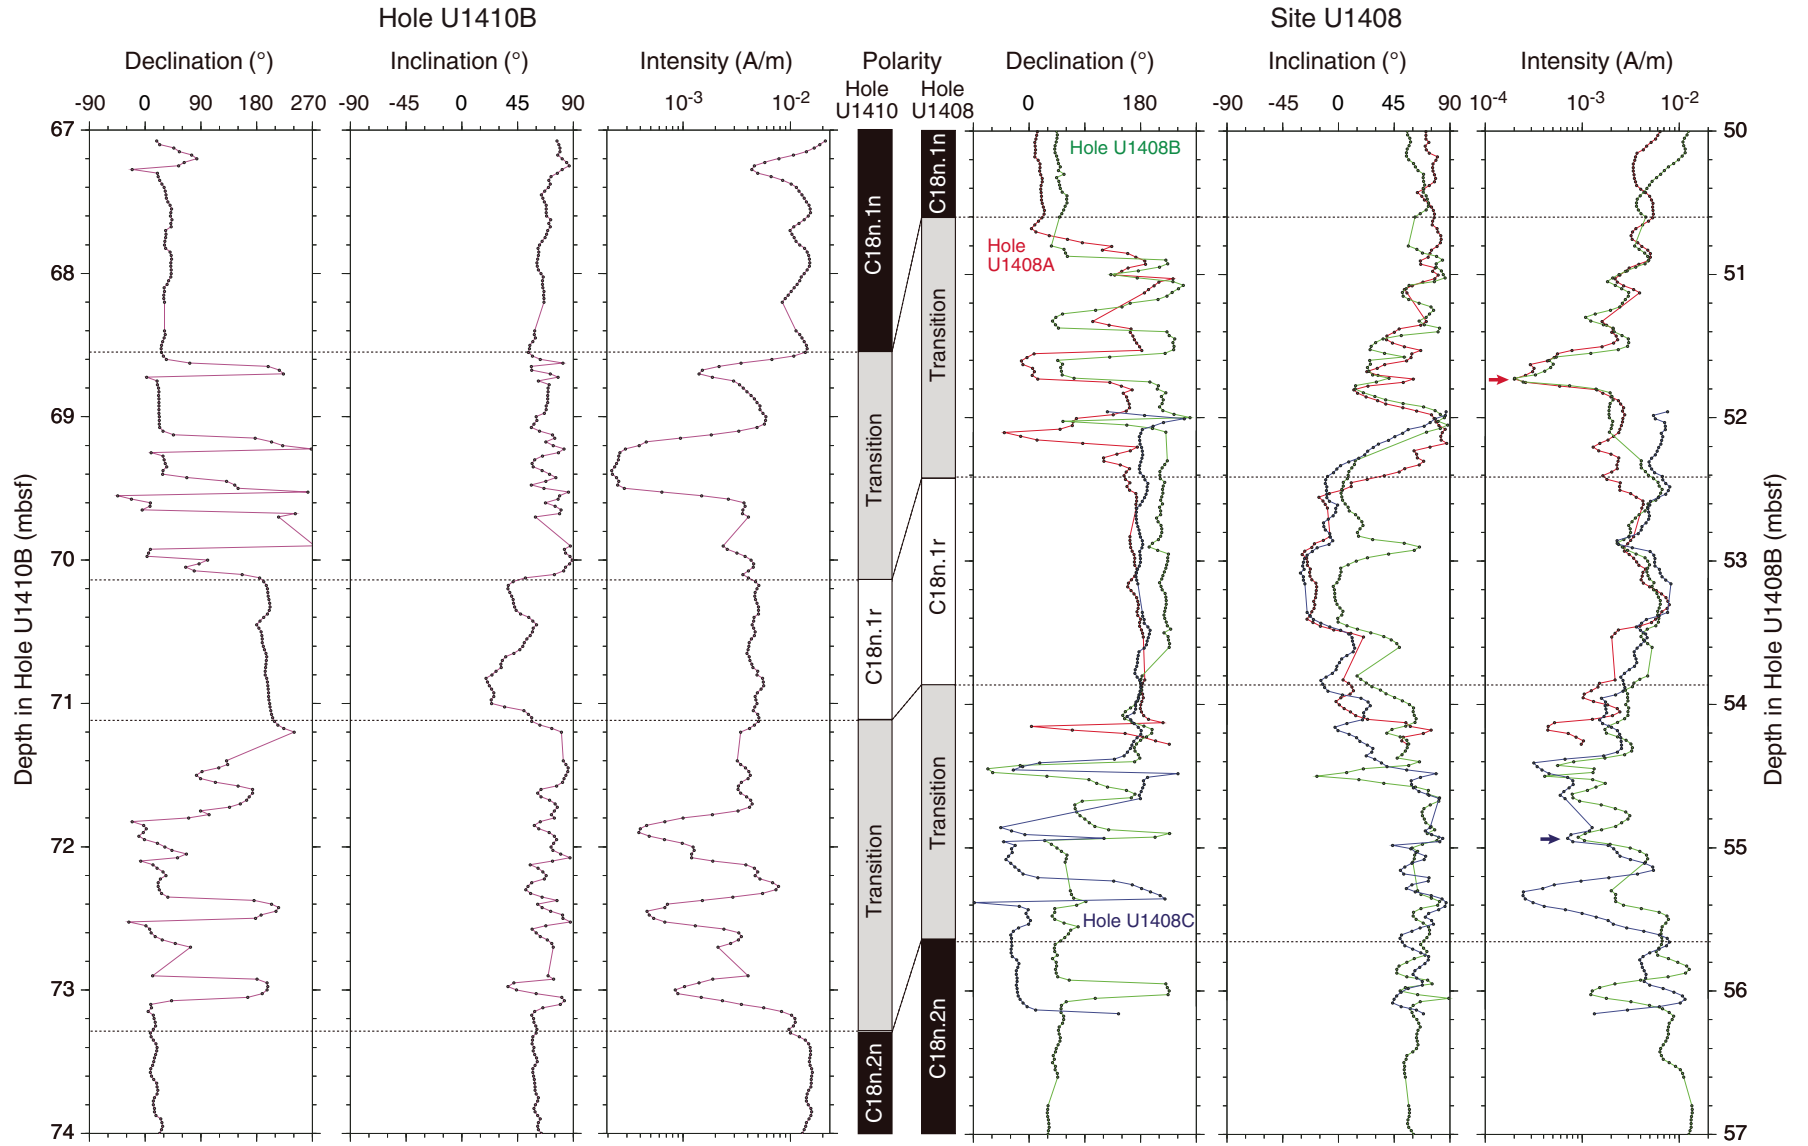 Hole U1410B
Site U1408
Declination (°)
Inclination (°)
Intensity (A/m)
Polarity
Declination (°)
Inclination (°)
Intensity (A/m)
Hole U1410
Hole U1408
-90 0 90 180 270
-90 -45 0 45 90
10-3 10-2
0 180
-90 -45 0 45 90
10-4 10-3 10-2
67
68
69
70
71
72
73
74
Depth in Hole U1410B (mbsf)
C18n.1n
Transition
C18n.1r
Transition
C18n.2n
C18n.1n
Transition
C18n.1r
Transition
C18n.2n
Hole U1408B
Hole
U1408A
Hole U1408C
50
51
52
53
54
55
56
57
Depth in Hole U1408B (mbsf)